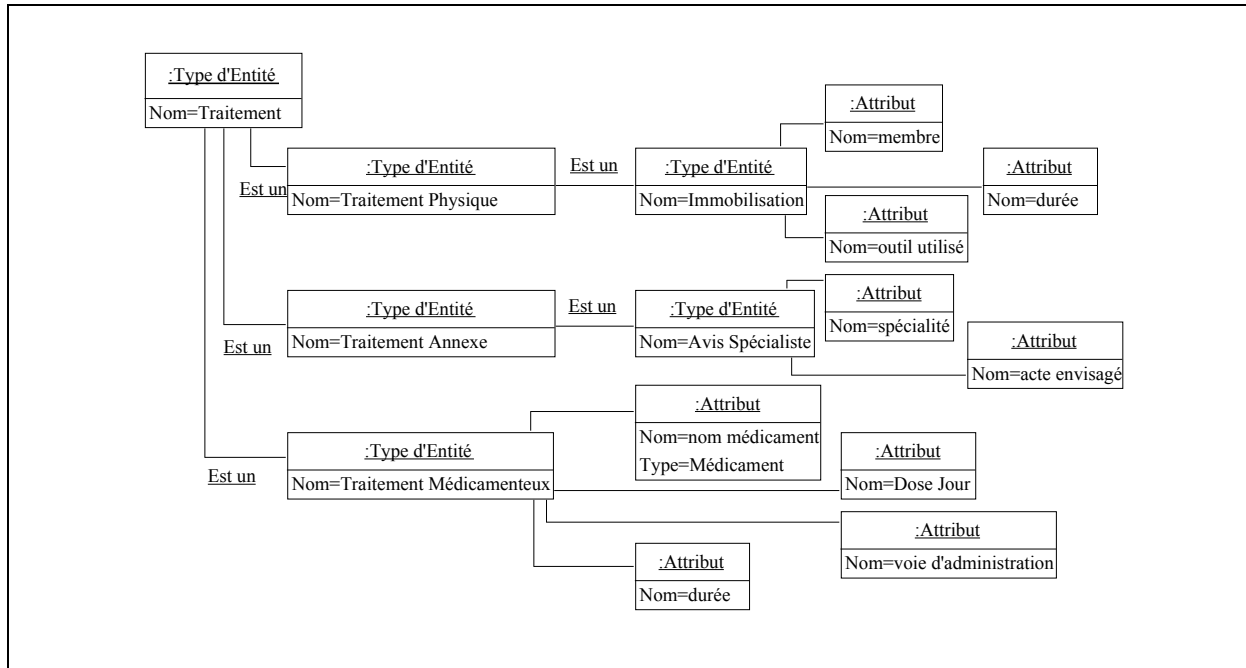 :Type d'Entité
Nom=Traitement
:Attribut
Nom=membre
:Type d'Entité
Nom=Traitement Physique
Est un
Est un
:Type d'Entité
Nom=Immobilisation
:Attribut
Nom=durée
:Attribut
Nom=outil utilisé
:Type d'Entité
Nom=Traitement Annexe
Est un
Est un
:Type d'Entité
Nom=Avis Spécialiste
:Attribut
Nom=spécialité
:Attribut
Nom=acte envisagé
:Attribut
Nom=nom médicament
Type=Médicament
:Type d'Entité
Nom=Traitement Médicamenteux
Est un
:Attribut
Nom=Dose Jour
:Attribut
Nom=voie d'administration
:Attribut
Nom=durée